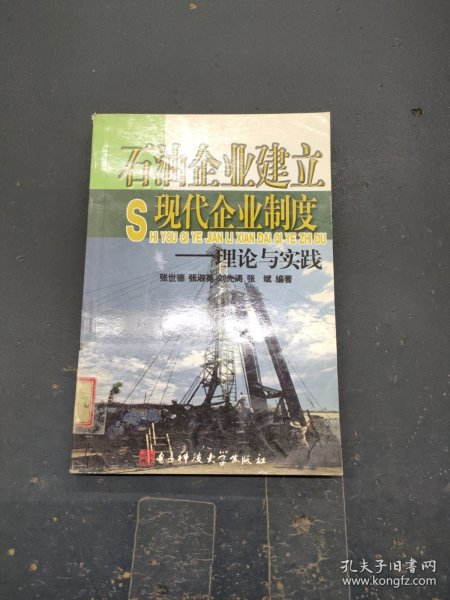 石油企业建立
现代企业制度
SHI YOU QI YE JIAN LI XIAN DAI QI YE ZHI DU
——理论与实践
张世德 张淑英 刘先涛 张 斌 编著
电子科技大学出版社
孔夫子旧书网
www.kongfz.com